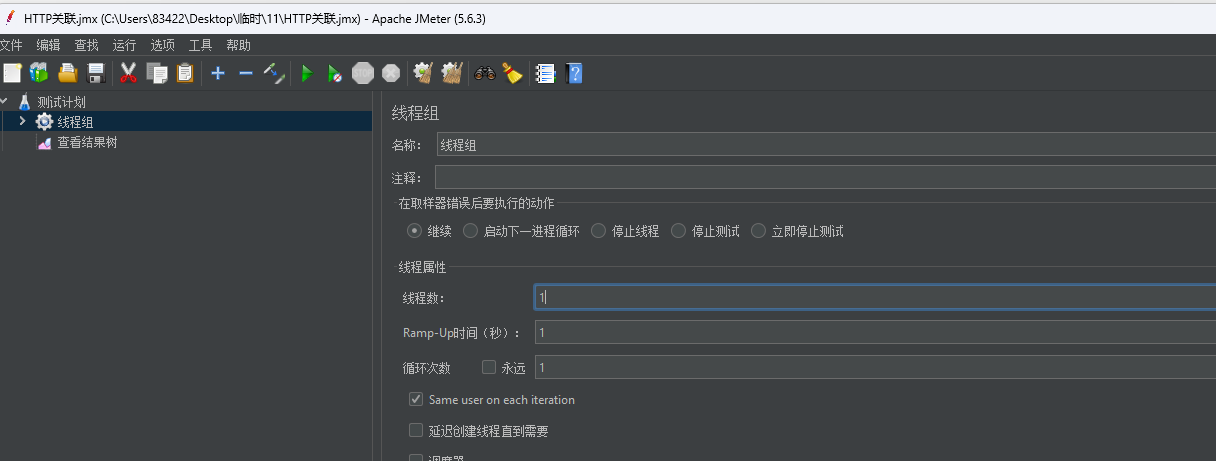 HTTP关联.jmx (C:\Users\83422\Desktop\临时\11\HTTP关联.jmx) - Apache JMeter (5.6.3)
文件 编辑 查找 运行 选项 工具 帮助
STOP
?
测试计划
线程组
查看结果树
线程组
名称： 线程组
注释：
在取样器错误后要执行的动作
继续 启动下一进程循环 停止线程 停止测试 立即停止测试
线程属性
线程数： 1
Ramp-Up时间（秒）： 1
循环次数 永远 1
Same user on each iteration
延迟创建线程直到需要
调度器